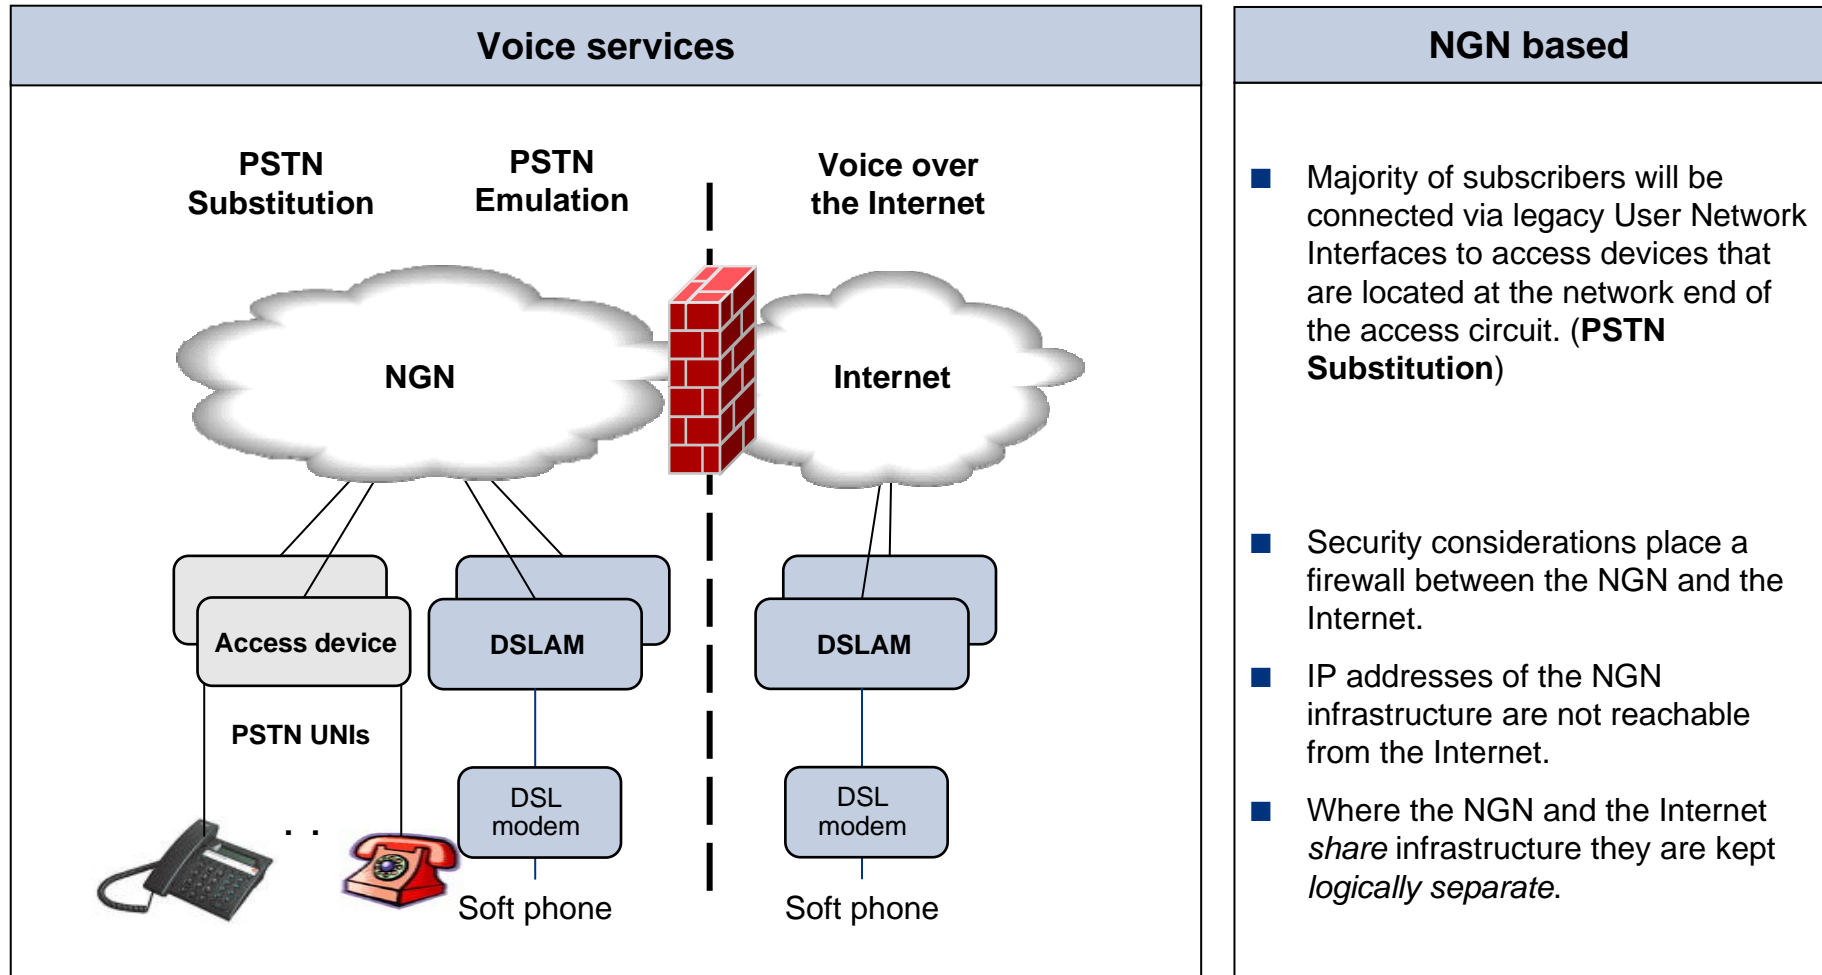 Voice services
PSTN
Substitution
PSTN
Emulation
Voice over
the Internet
NGN
Internet
Access device
DSLAM
DSLAM
PSTN UNIs
DSL
modem
DSL
modem
. .
Soft phone
Soft phone
NGN based
■ Majority of subscribers will be
connected via legacy User Network
Interfaces to access devices that
are located at the network end of
the access circuit. (PSTN
Substitution)
■ Security considerations place a
firewall between the NGN and the
Internet.
■ IP addresses of the NGN
infrastructure are not reachable
from the Internet.
■ Where the NGN and the Internet
share infrastructure they are kept
logically separate.